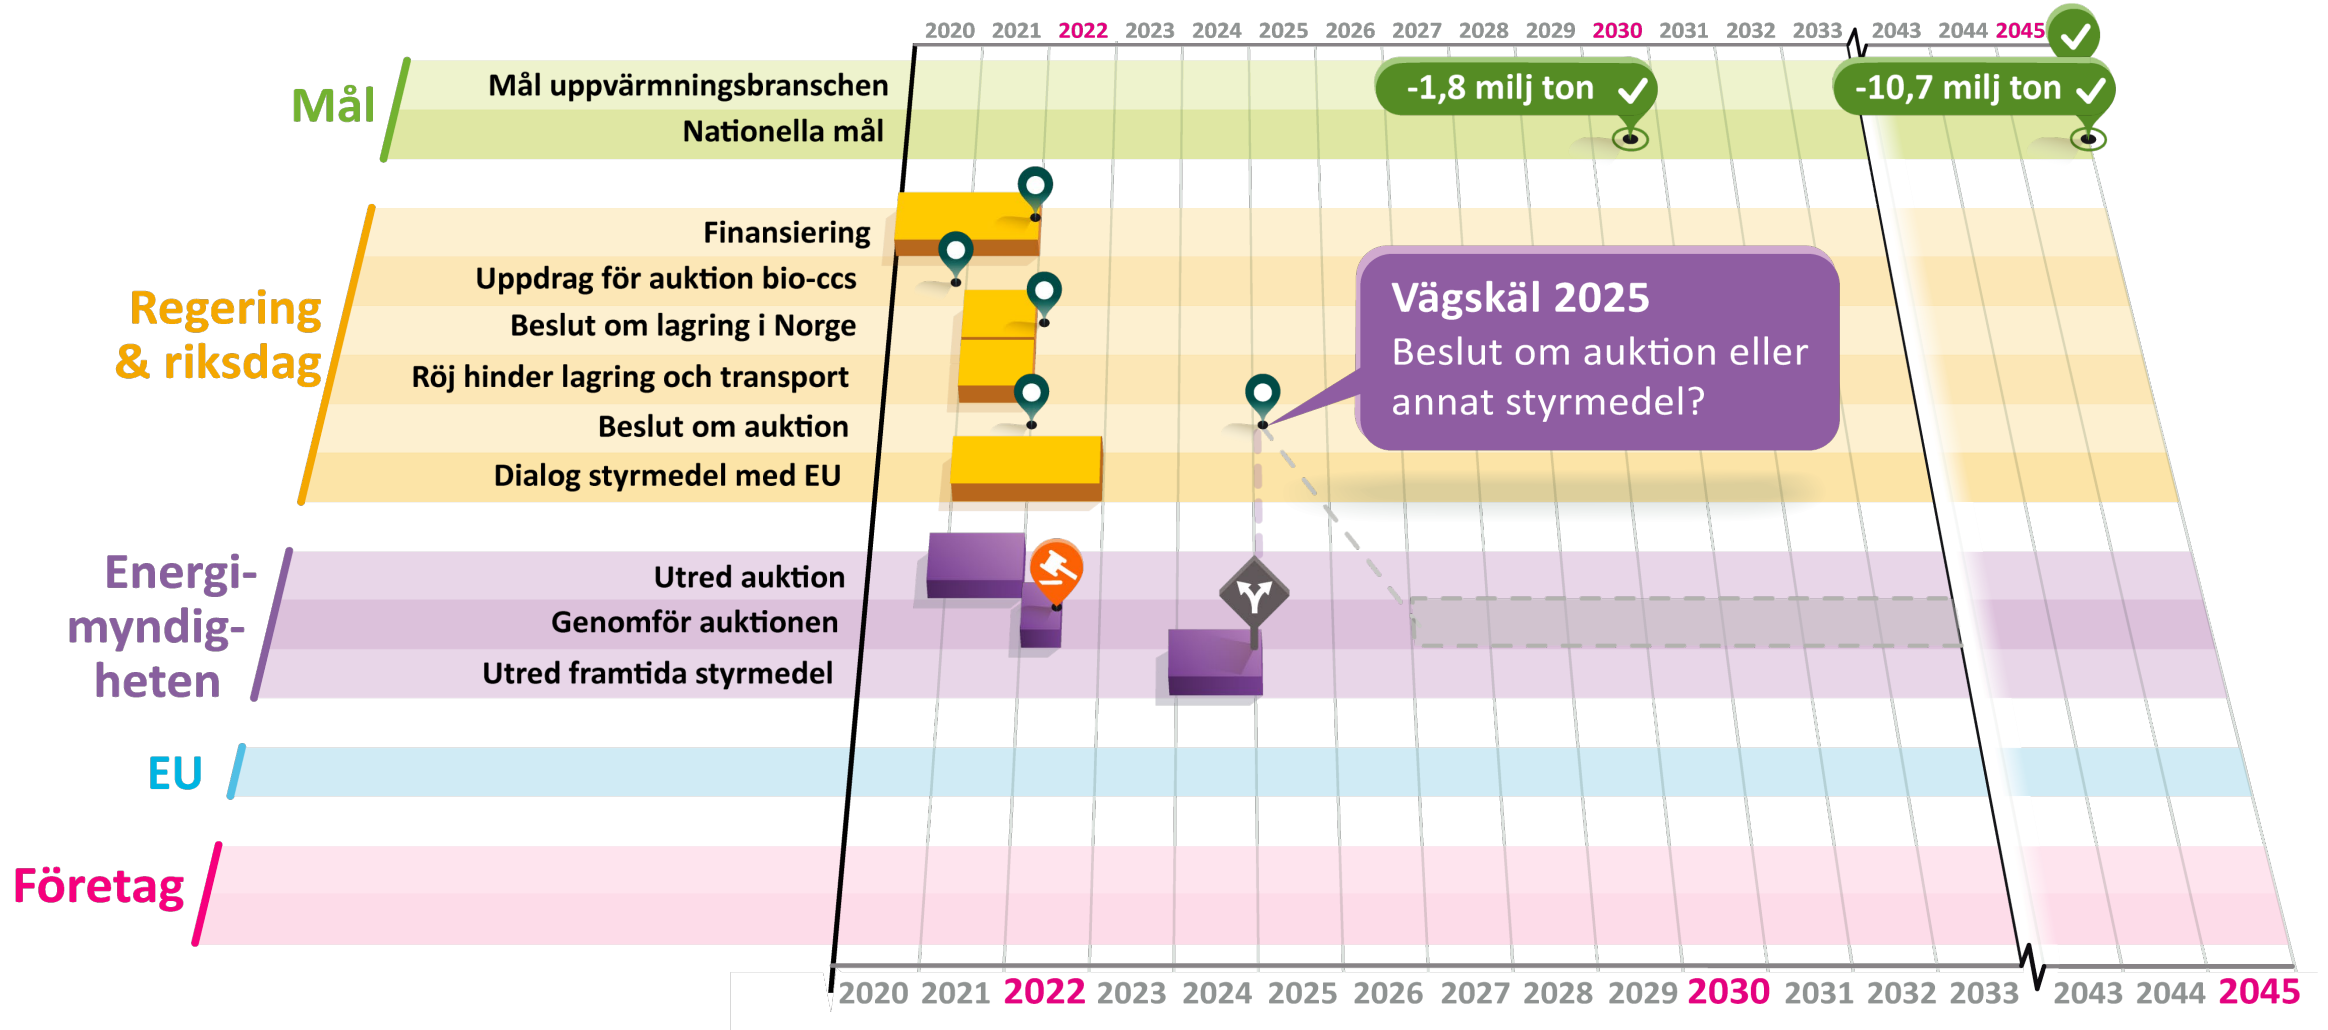 2020 2021 2022 2023 2024 2025 2026 2027 2028 2029 2030 2031 2032 2033 2043 2044 2045
Mål
Mål uppvärmningsbranschen
-1,8 milj ton
-10,7 milj ton
Nationella mål
Regering
& riksdag
Finansiering
Uppdrag för auktion bio-ccs
Beslut om lagring i Norge
Röj hinder lagring och transport
Beslut om auktion
Dialog styrmedel med EU
Vägskäl 2025
Beslut om auktion eller
annat styrmedel?
Energi-
myndig-
heten
Utred auktion
Genomför auktionen
Utred framtida styrmedel
EU
Företag
2020 2021 2022 2023 2024 2025 2026 2027 2028 2029 2030 2031 2032 2033 2043 2044 2045